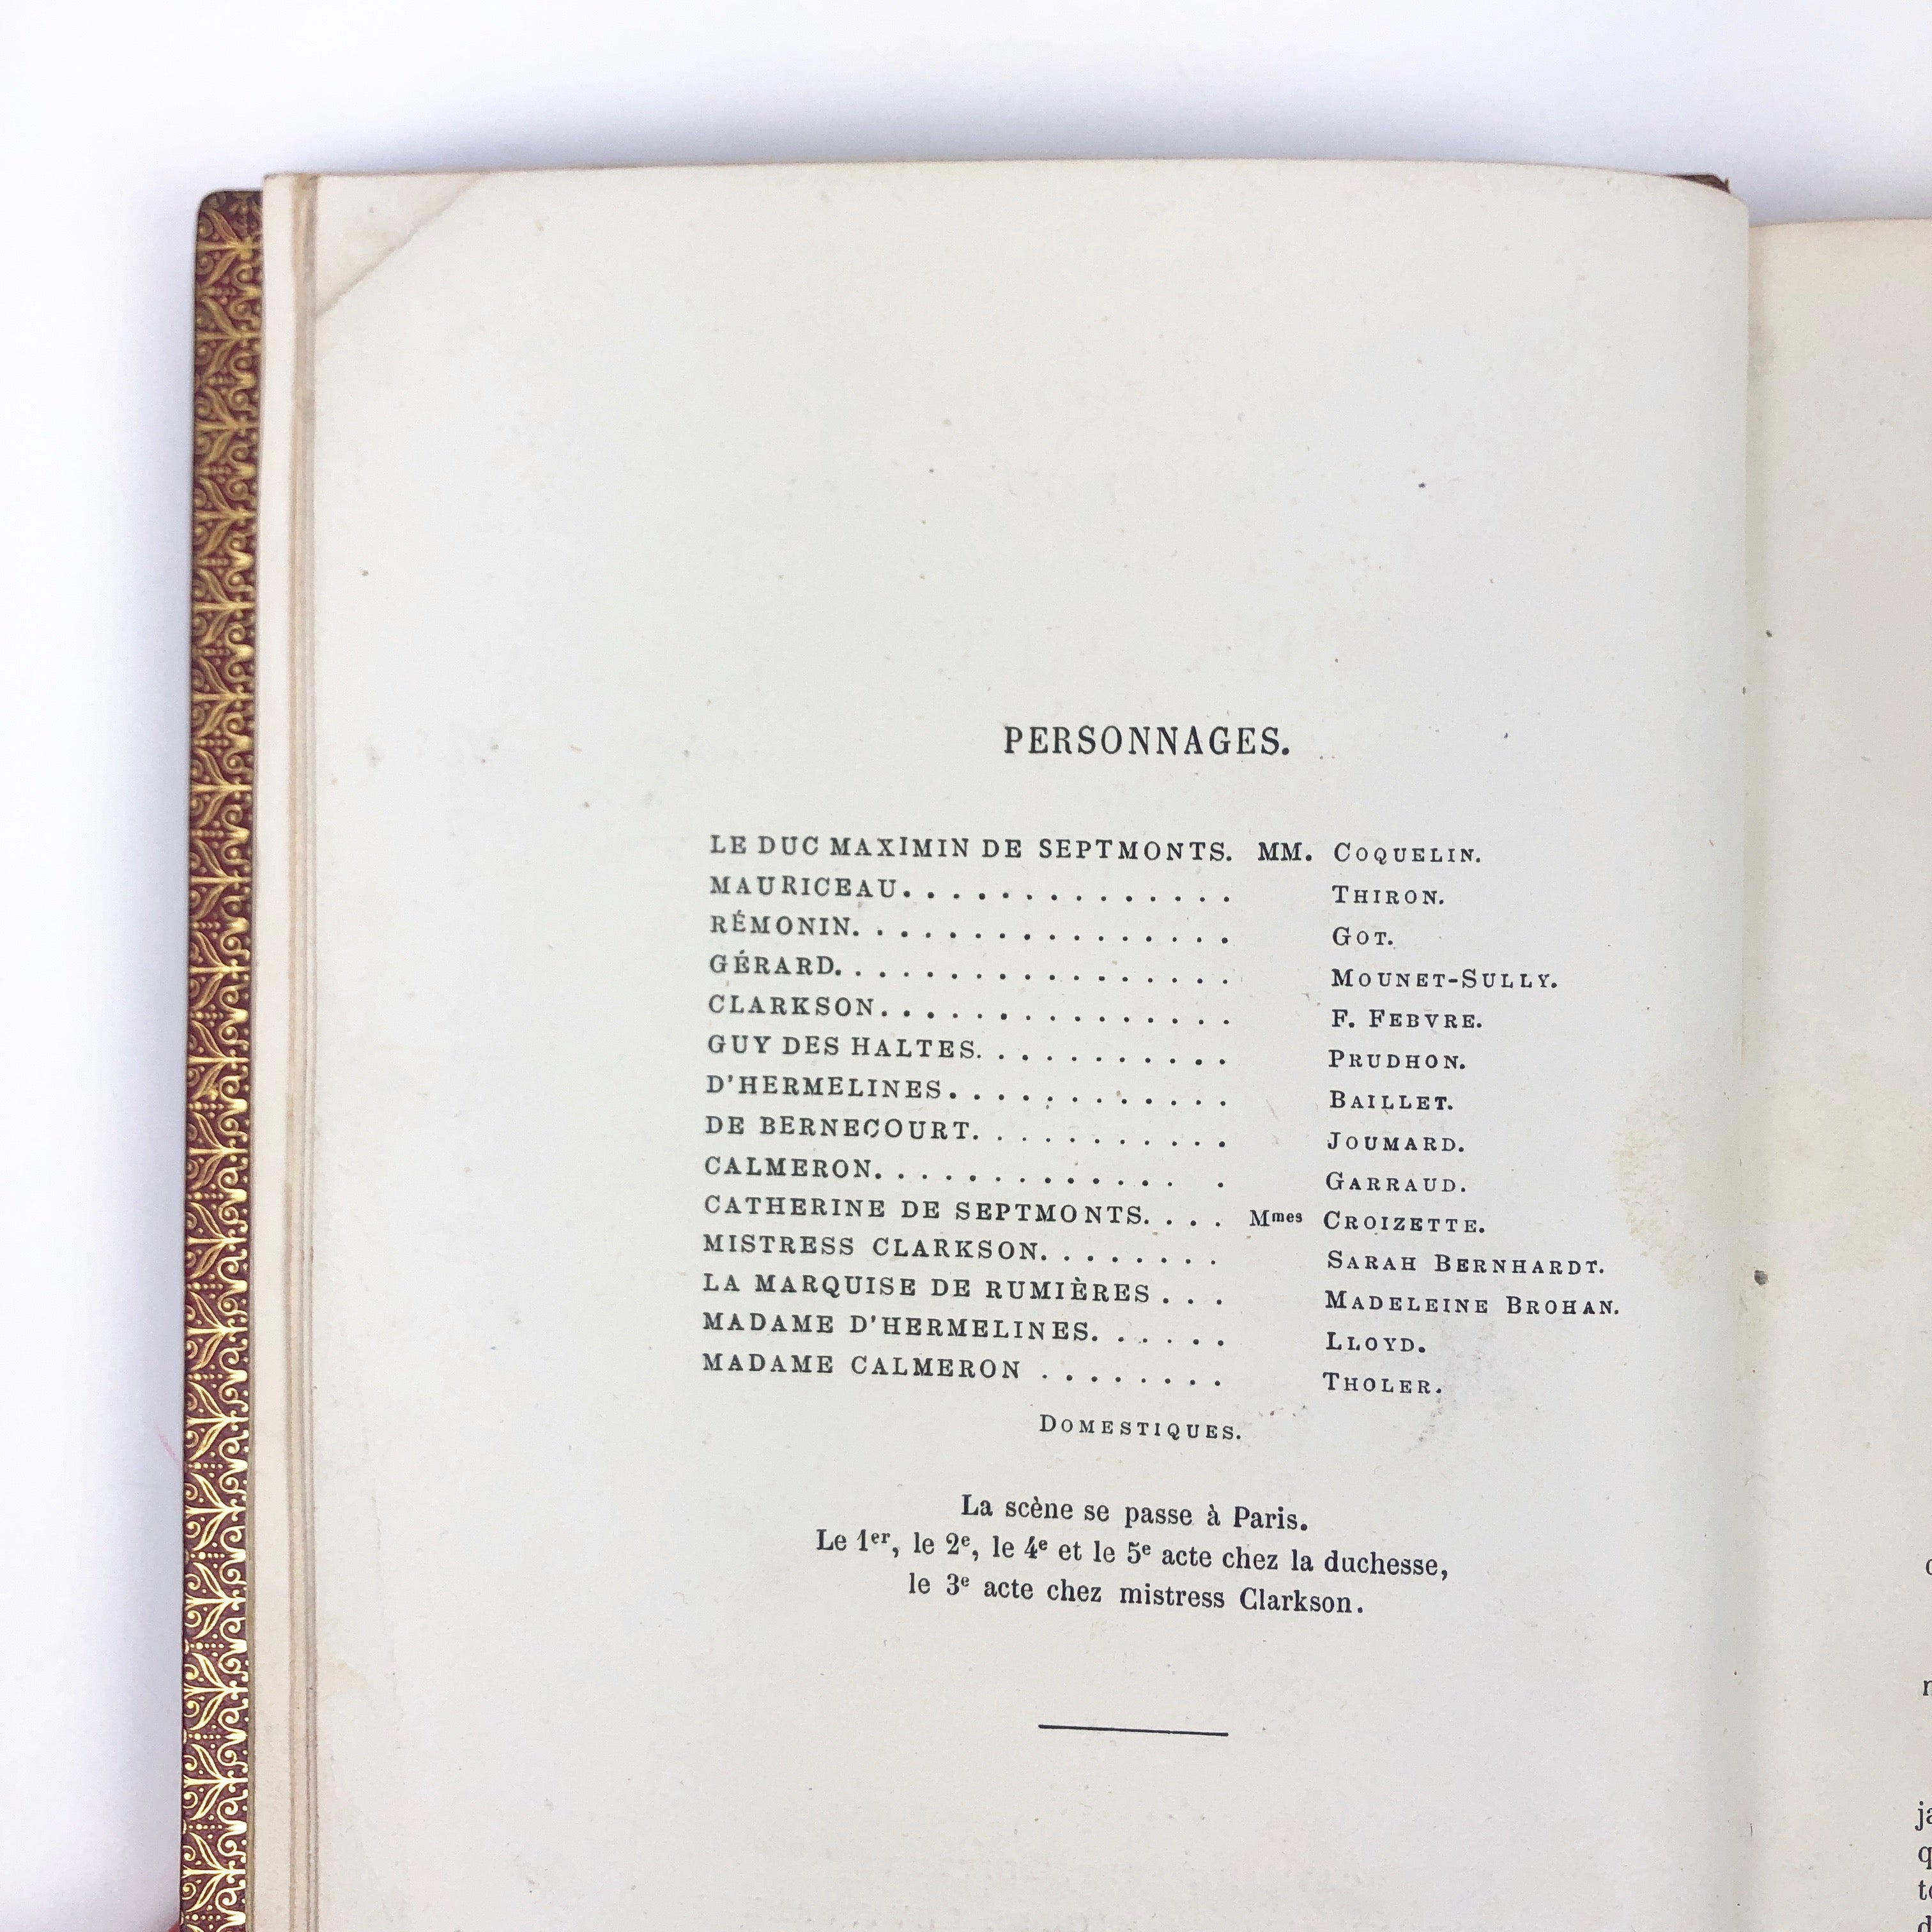 PERSONNAGES.
LE DUC MAXIMIN DE SEPTMONTS. MM. COQUELIN.
MAURICEAU. . . . . . . . . . . . . . THIRON.
RÉMONIN. . . . . . . . . . . . . . . . GOT.
GÉRARD. . . . . . . . . . . . . . . . . MOUNET-SULLY.
CLARKSON. . . . . . . . . . . . . . . F. FEBVRE.
GUY DES HALTES. . . . . . . . . . . PRUDHON.
D'HERMELINES. . . . . . . . . . . . BAILLET.
DE BERNECOURT. . . . . . . . . . . JOUMARD.
CALMERON. . . . . . . . . . . . . . GARRAUD.
CATHERINE DE SEPTMONTS. . . . Mmes CROIZETTE.
MISTRESS CLARKSON. . . . . . . . SARAH BERNHARDT.
LA MARQUISE DE RUMIÈRES . . . MADELEINE BROHAN.
MADAME D'HERMELINES. . . . . . LLOYD.
MADAME CALMERON . . . . . . . . THOLER.
DOMESTIQUES.
La scène se passe à Paris.
Le 1er, le 2e, le 4e et le 5e acte chez la duchesse,
le 3e acte chez mistress Clarkson.